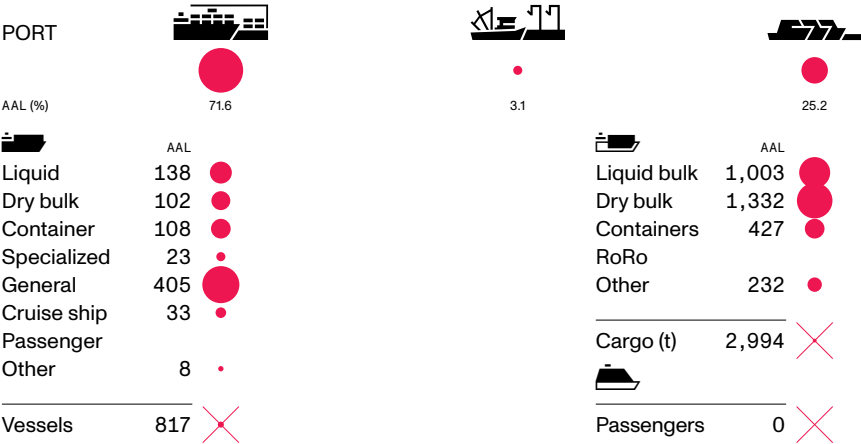 PORT
AAL (%) 71.6 3.1 25.2
AAL
Liquid 138
Dry bulk 102
Container 108
Specialized 23
General 405
Cruise ship 33
Passenger
Other 8
Vessels 817
AAL
Liquid bulk 1,003
Dry bulk 1,332
Containers 427
RoRo
Other 232
Cargo (t) 2,994
Passengers 0